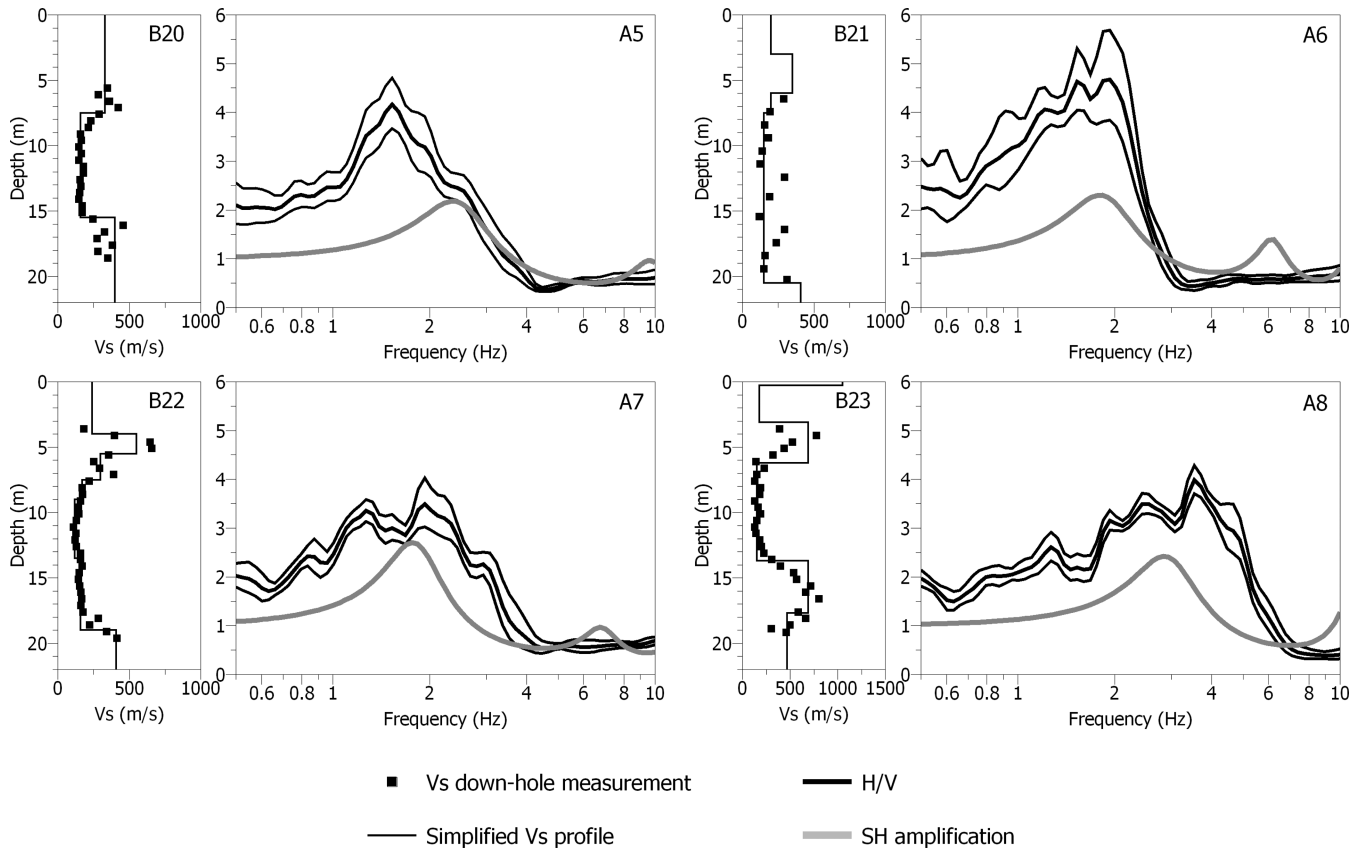 B20
Depth (m)
0
5
10
15
20
0 500 1000
Vs (m/s)
A5
6
5
4
3
2
1
0
0.6 0.8 1 2 4 6 8 10
Frequency (Hz)
B21
Depth (m)
0
5
10
15
20
0 500 1000
Vs (m/s)
A6
6
5
4
3
2
1
0
0.6 0.8 1 2 4 6 8 10
Frequency (Hz)
B22
Depth (m)
0
5
10
15
20
0 500 1000
Vs (m/s)
A7
6
5
4
3
2
1
0
0.6 0.8 1 2 4 6 8 10
Frequency (Hz)
B23
Depth (m)
0
5
10
15
20
0 500 1000 1500
Vs (m/s)
A8
6
5
4
3
2
1
0
0.6 0.8 1 2 4 6 8 10
Frequency (Hz)
Vs down-hole measurement
H/V
Simplified Vs profile
SH amplification